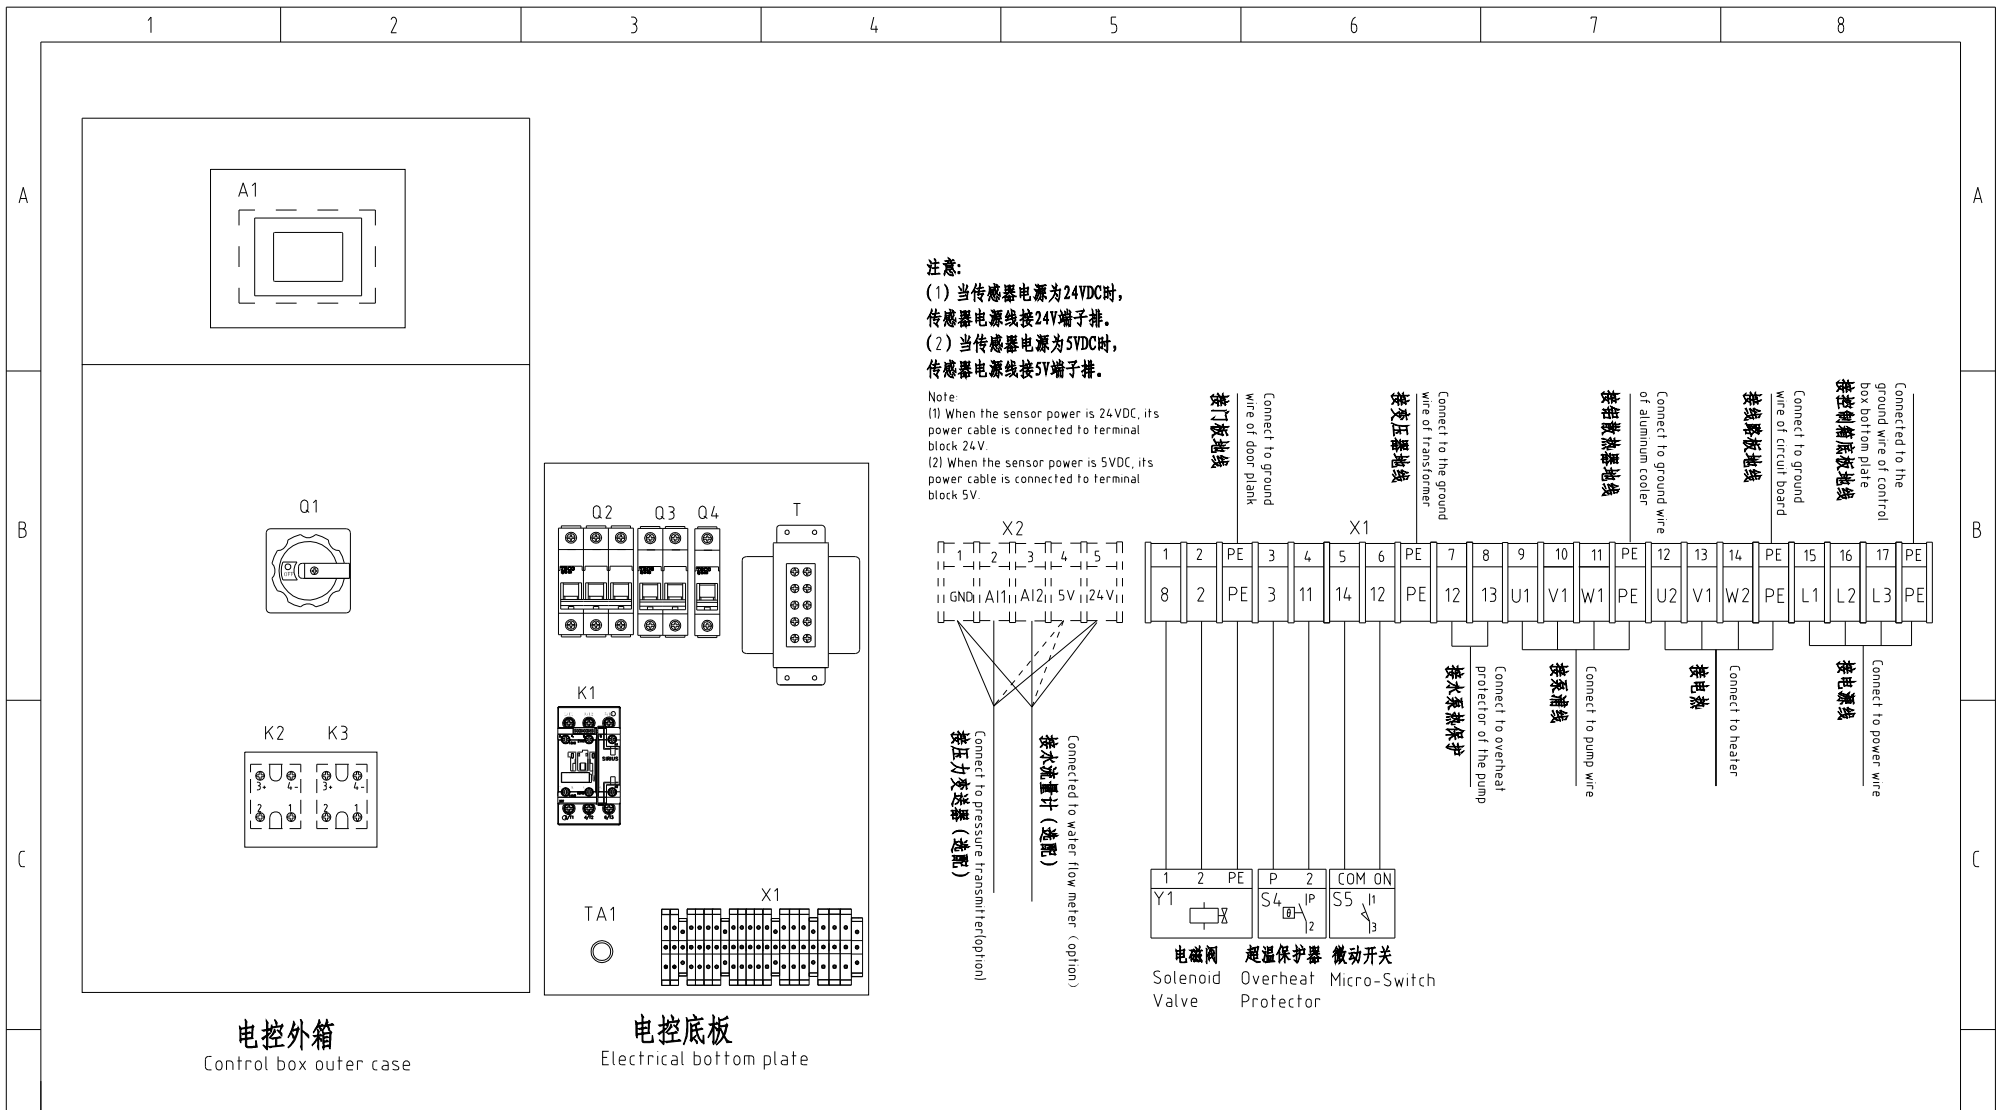 1 2 3 4 5 6 7 8
A A
B B
C C
A1
Q1
OFF
K2 K3
3+ 4- 3+ 4-
2 1 2 1
电控外箱
Control box outer case
Q2 Q3 Q4 T
K1
SIRIUS
TA1
X1
电控底板
Electrical bottom plate
注意:
(1) 当传感器电源为24VDC时，
传感器电源线接24V端子排。
(2) 当传感器电源为5VDC时，
传感器电源线接5V端子排。
Note:
(1) When the sensor power is 24VDC, its
power cable is connected to terminal
block 24V.
(2) When the sensor power is 5VDC, its
power cable is connected to terminal
block 5V.
X2
1 2 3 4 5
GND AI1 AI2 5V 24V
接压力变送器（选配）
Connect to pressure transmitter(option)
接水流量计（选配）
Connected to water flow meter (option)
接门板地线
Connect to ground
wire of door plank
接变压器地线
Connect to the ground
wire of transformer
接铝散热器地线
Connect to ground wire
of aluminum cooler
接线路板地线
Connect to ground
wire of circuit board
接控制箱底板地线
Connected to the
ground wire of control
box bottom plate
X1
1 2 PE 3 4 5 6 PE 7 8 9 10 11 PE 12 13 14 PE 15 16 17 PE
8 2 PE 3 11 14 12 PE 12 13 U1 V1 W1 PE U2 V1 W2 PE L1 L2 L3 PE
接水泵热保护
Connect to overheat
protector of the pump
接泵浦线
Connect to pump wire
接电热
Connect to heater
接电源线
Connect to power wire
1 2 PE
Y1
电磁阀
Solenoid
Valve
P 2
S4 1P
θ
2
超温保护器
Overheat
Protector
COM ON
S5 1
3
微动开关
Micro-Switch